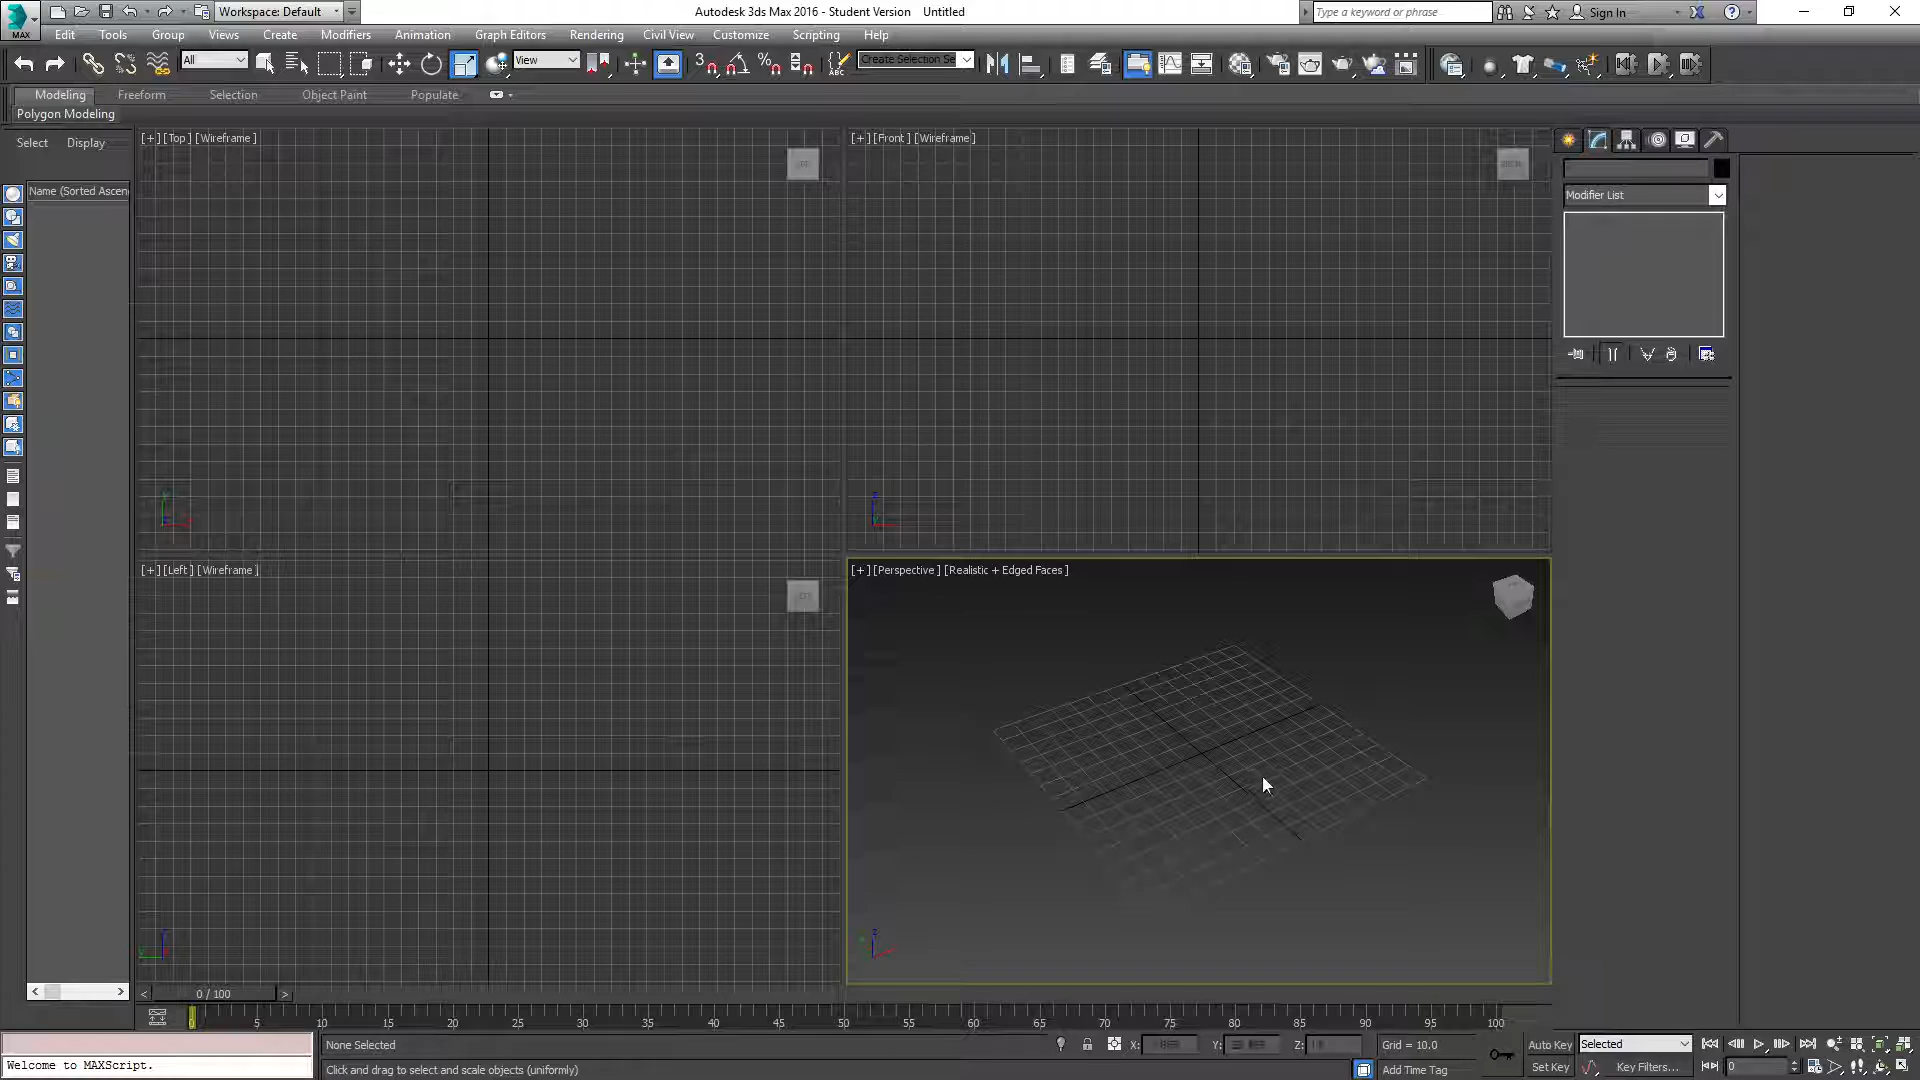 MAX
Workspace: Default
Autodesk 3ds Max 2016 - Student Version Untitled
Type a keyword or phrase
Sign In
Edit Tools Group Views Create Modifiers Animation Graph Editors Rendering Civil View Customize Scripting Help
All
View
3
ABC
Create Selection Se
Modeling Freeform Selection Object Paint Populate
Polygon Modeling
Select Display
Name (Sorted Ascen
[+] [Top] [Wireframe]
[+] [Front] [Wireframe]
Modifier List
[+] [Left] [Wireframe]
[+] [Perspective] [Realistic + Edged Faces]
< 0 / 100 >
0 5 10 15 20 25 30 35 40 45 50 55 60 65 70 75 80 85 90 95 100
None Selected
X: Y: Z:
Grid = 10.0
Auto Key Selected
Welcome to MAXScript.
Click and drag to select and scale objects (uniformly)
Add Time Tag
Set Key Key Filters... 0